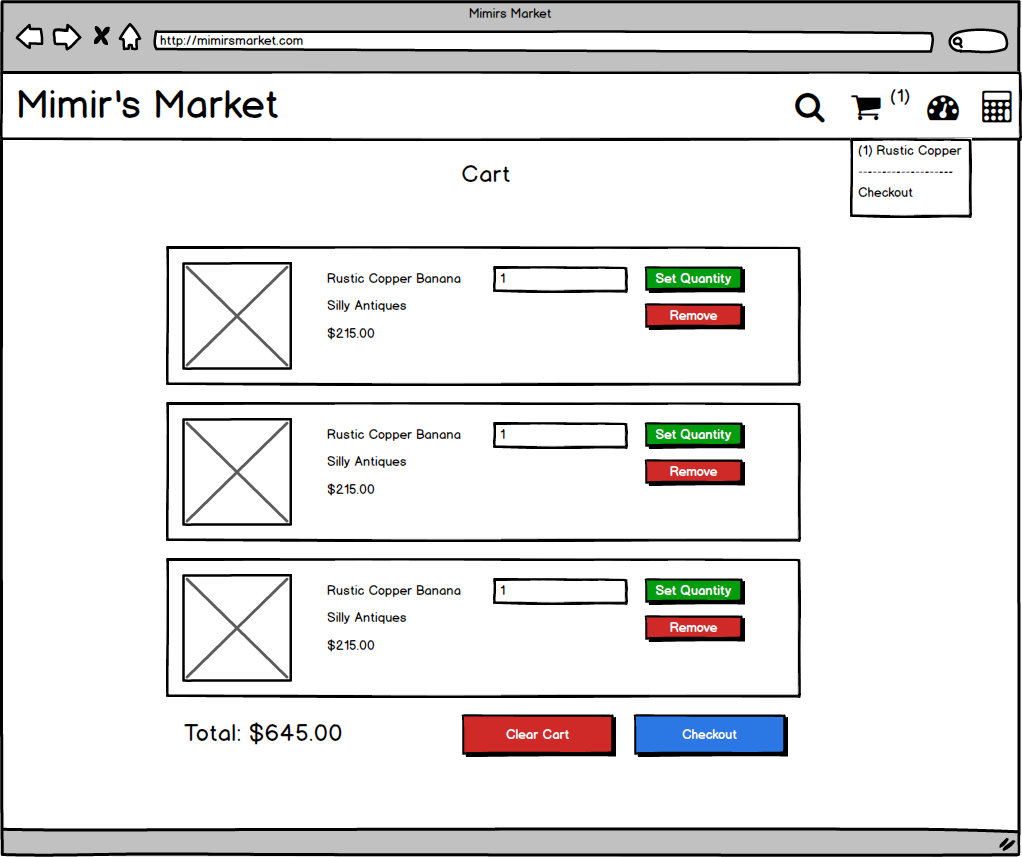 Mimirs Market
http://mimirsmarket.com
Mimir's Market
(1)
(1) Rustic Copper
--------------------
Checkout
Cart
Rustic Copper Banana
1
Set Quantity
Silly Antiques
Remove
$215.00
Rustic Copper Banana
1
Set Quantity
Silly Antiques
Remove
$215.00
Rustic Copper Banana
1
Set Quantity
Silly Antiques
Remove
$215.00
Total: $645.00
Clear Cart
Checkout